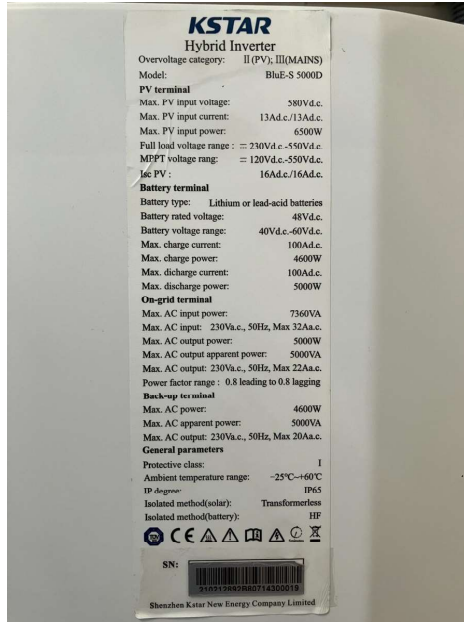 KSTAR
Hybrid Inverter
Overvoltage category: II (PV); III(MAINS)
Model: BluE-S 5000D
PV terminal
Max. PV input voltage: 580Vd.c.
Max. PV input current: 13Ad.c./13Ad.c.
Max. PV input power: 6500W
Full load voltage range : = 230Vd.c.-550Vd.c.
MPPT voltage rang: = 120Vd.c.-550Vd.c.
Isc PV : 16Ad.c./16Ad.c.
Battery terminal
Battery type: Lithium or lead-acid batteries
Battery rated voltage: 48Vd.c.
Battery voltage range: 40Vd.c.-60Vd.c.
Max. charge current: 100Ad.c.
Max. charge power: 4600W
Max. dicharge current: 100Ad.c.
Max. discharge power: 5000W
On-grid terminal
Max. AC input power: 7360VA
Max. AC input: 230Va.c., 50Hz, Max 32Aa.c.
Max. AC output power: 5000W
Max. AC output apparent power: 5000VA
Max. AC output: 230Va.c., 50Hz, Max 22Aa.c.
Power factor range : 0.8 leading to 0.8 lagging
Back-up terminal
Max. AC power: 4600W
Max. AC apparent power: 5000VA
Max. AC output: 230Va.c., 50Hz, Max 20Aa.c.
General parameters
Protective class: I
Ambient temperature range: -25℃~+60℃
IP degree: IP65
Isolated method(solar): Transformerless
Isolated method(battery): HF
CE
SN:
Shenzhen Kstar New Energy Company Limited